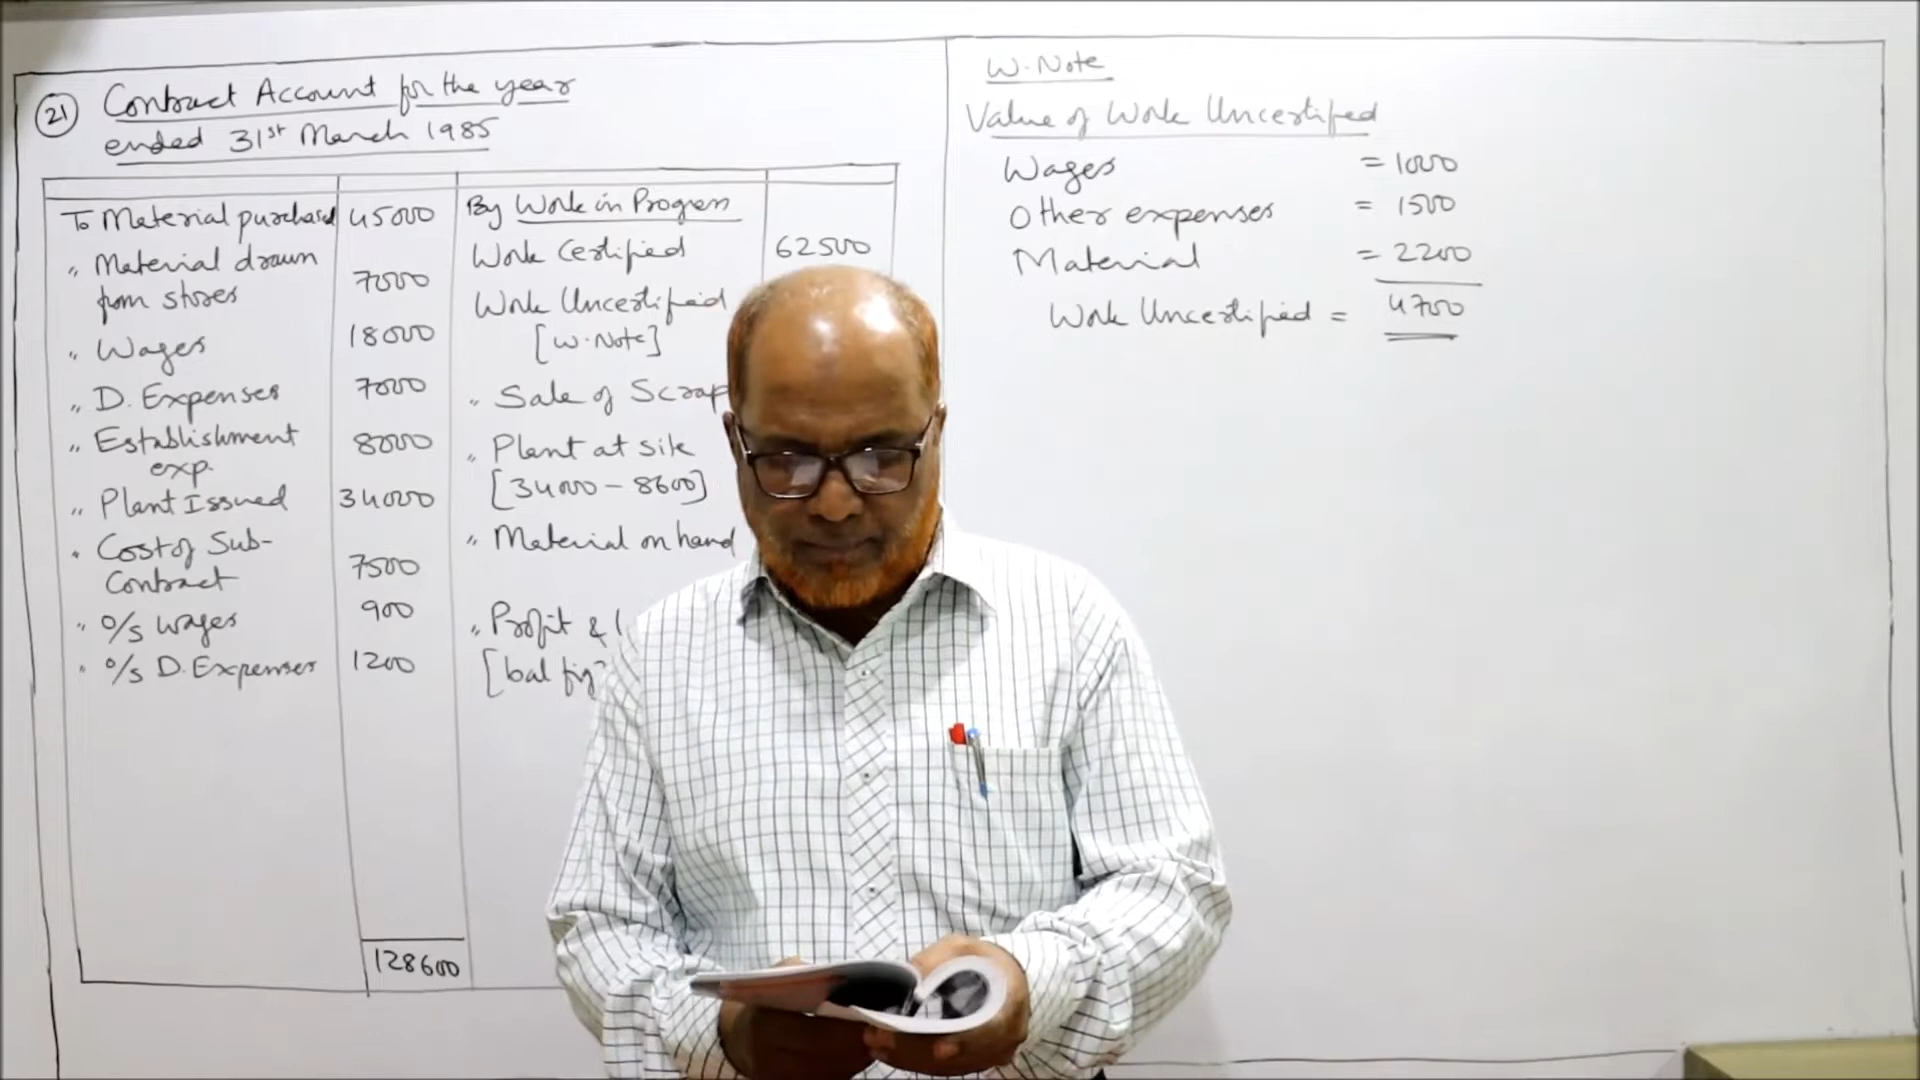 21
Contract Account for the year
ended 31st March 1985
To Material purchased 45000
" Material drawn
from stores 7000
" Wages 18000
" D. Expenses 7000
" Establishment
exp. 8000
" Plant Issued 34000
" Cost of Sub-
Contract 7500
" o/s wages 900
" o/s D. Expenses 1200
128600
By Work in Progress
Work Certified 62500
Work Uncertified
[W.Note]
" Sale of Scrap
" Plant at site
[34000 - 8600]
" Material on hand
" Profit &
[bal fig
W.Note
Value of Work Uncertified
Wages = 1000
Other expenses = 1500
Material = 2200
Work Uncertified = 4700